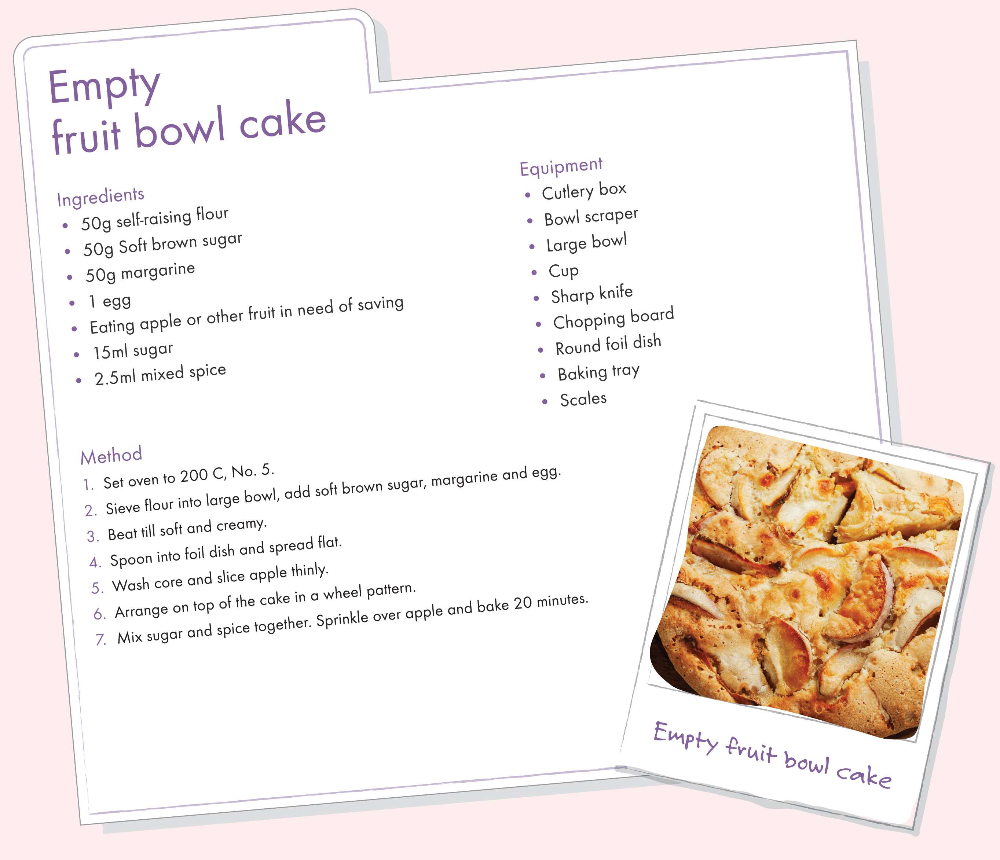 Empty
fruit bowl cake
Ingredients
• 50g self-raising flour
• 50g Soft brown sugar
• 50g margarine
• 1 egg
• Eating apple or other fruit in need of saving
• 15ml sugar
• 2.5ml mixed spice
Equipment
• Cutlery box
• Bowl scraper
• Large bowl
• Cup
• Sharp knife
• Chopping board
• Round foil dish
• Baking tray
• Scales
Method
1. Set oven to 200 C, No. 5.
2. Sieve flour into large bowl, add soft brown sugar, margarine and egg.
3. Beat till soft and creamy.
4. Spoon into foil dish and spread flat.
5. Wash core and slice apple thinly.
6. Arrange on top of the cake in a wheel pattern.
7. Mix sugar and spice together. Sprinkle over apple and bake 20 minutes.
Empty fruit bowl cake